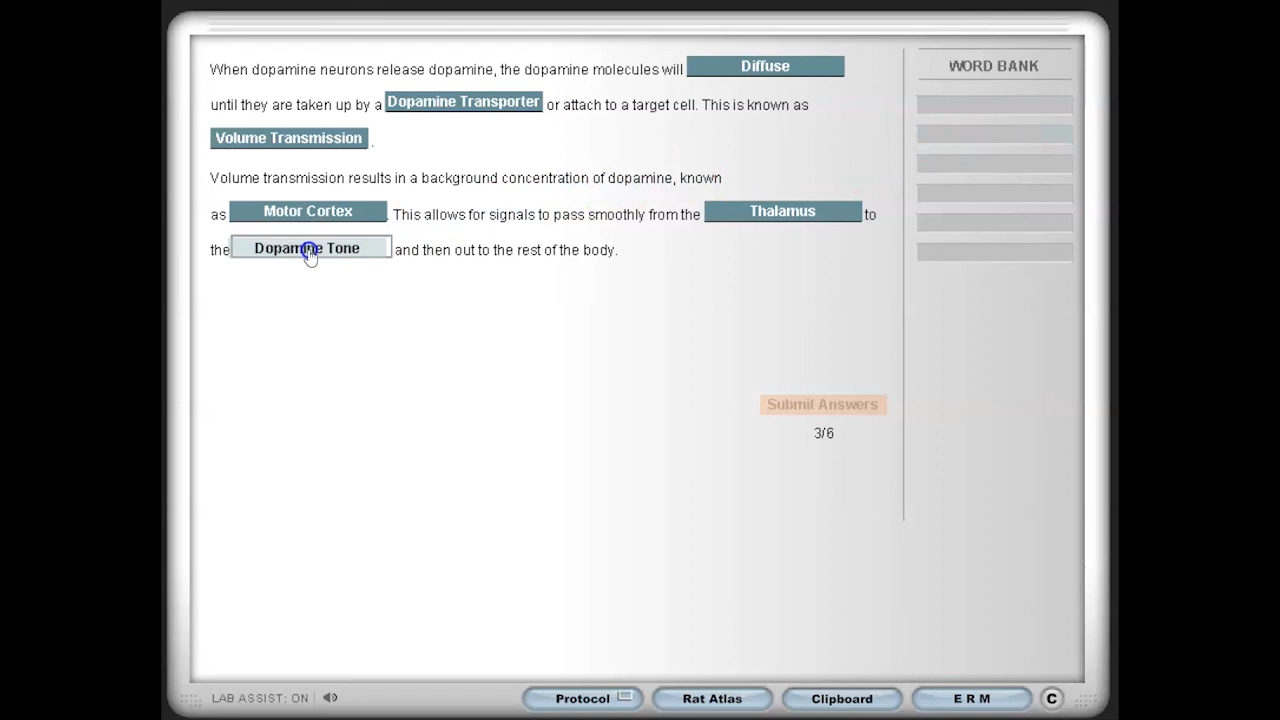 When dopamine neurons release dopamine, the dopamine molecules will Diffuse
until they are taken up by a Dopamine Transporter or attach to a target cell. This is known as
Volume Transmission .
Volume transmission results in a background concentration of dopamine, known
as Motor Cortex . This allows for signals to pass smoothly from the Thalamus to
the Dopamine Tone and then out to the rest of the body.
WORD BANK
Submit Answers
3/6
LAB ASSIST: ON
Protocol
Rat Atlas
Clipboard
E R M
C